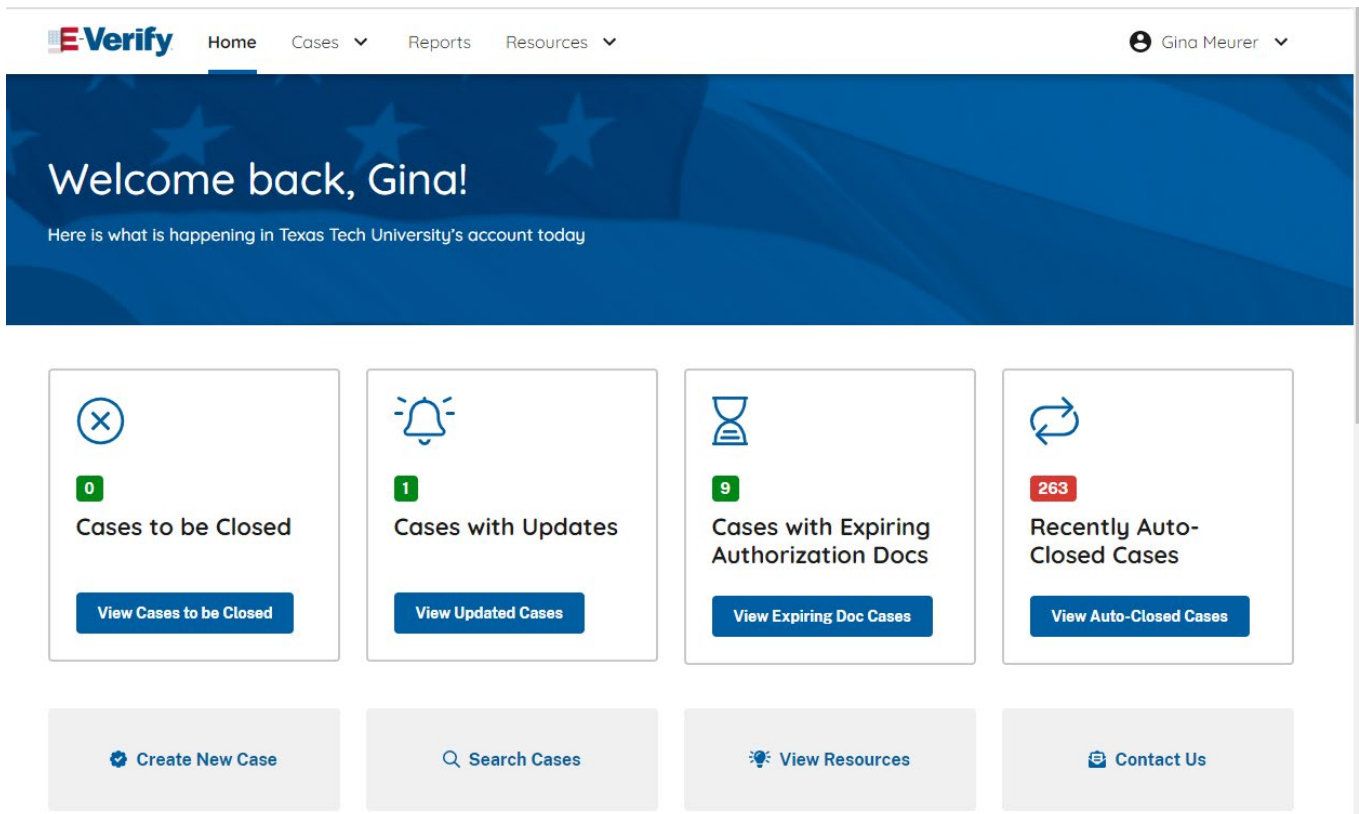 E-Verify Home Cases Reports Resources Gina Meurer
Welcome back, Gina!
Here is what is happening in Texas Tech University's account today
0
Cases to be Closed
View Cases to be Closed
1
Cases with Updates
View Updated Cases
9
Cases with Expiring
Authorization Docs
View Expiring Doc Cases
263
Recently Auto-
Closed Cases
View Auto-Closed Cases
Create New Case
Search Cases
View Resources
Contact Us